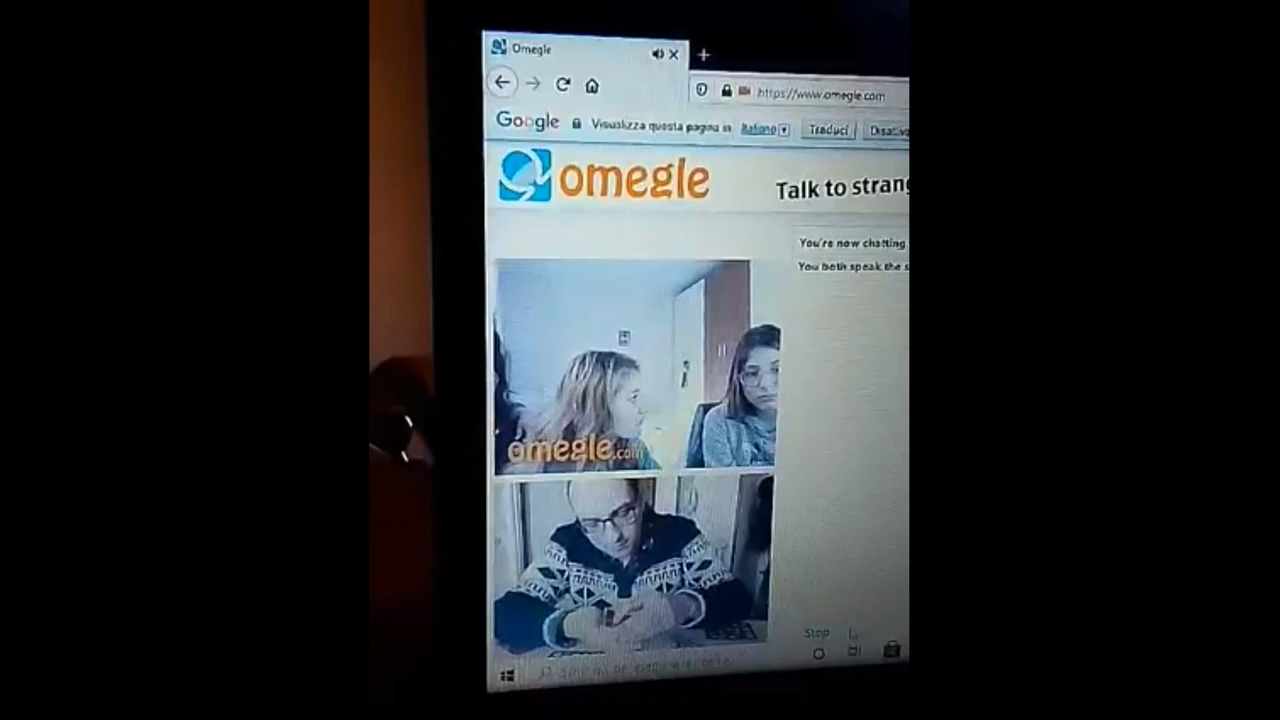 Omegle
https://www.omegle.com
Google Visualizza questa pagina in Italiano Traduci
omegle
Talk to strang
You're now chatting
You both speak the s
omegle.com
Stop